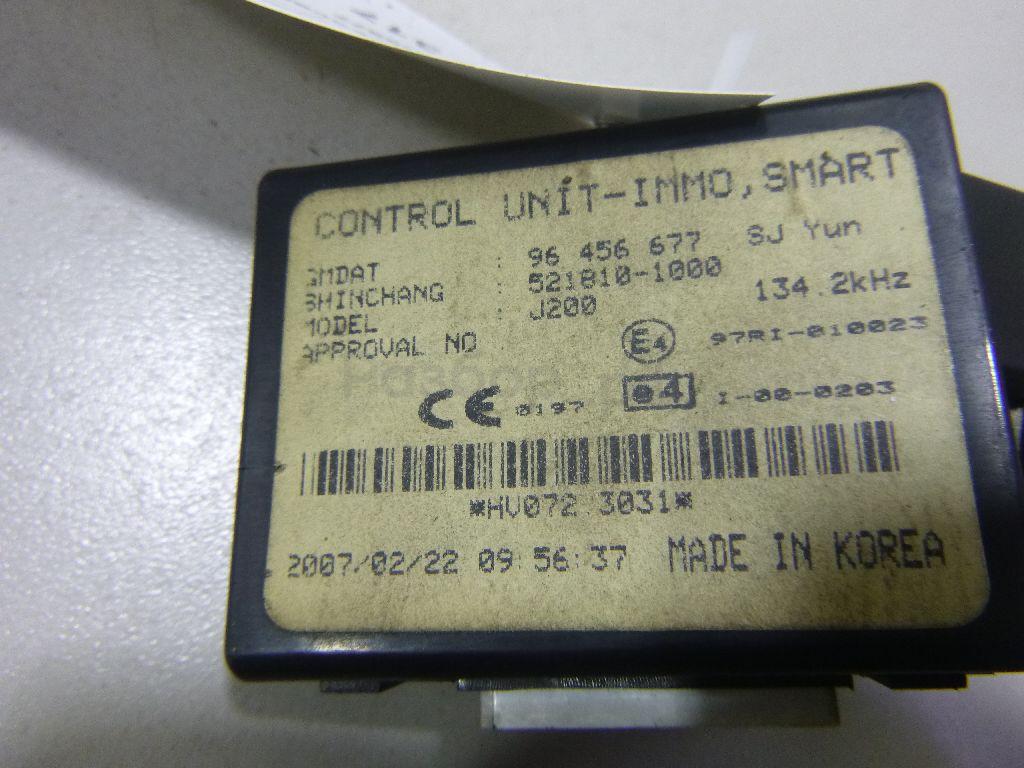 CONTROL UNIT-IMMO, SMART
GMDAT : 96 456 677 SJ Yun
SHINCHANG : 521810-1000
MODEL : J200 134.2kHz
APPROVAL NO E4 97RI-010023
CE 0197 e4 I-00-0203
*HV072 3031*
2007/02/22 09:56:37 MADE IN KOREA